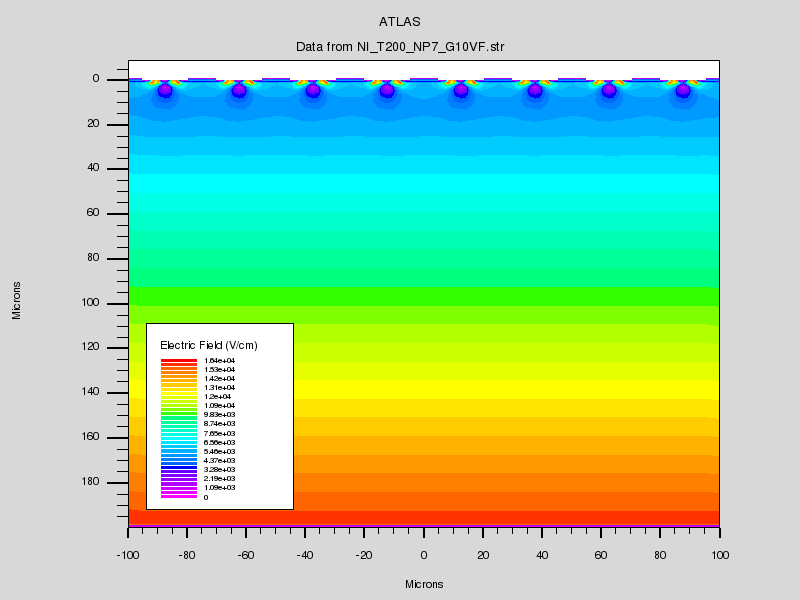 ATLAS
Data from NI_T200_NP7_G10VF.str
0
20
40
60
80
100
120
140
160
180
Microns
Electric Field (V/cm)
1.64e+04
1.53e+04
1.42e+04
1.31e+04
1.2e+04
1.09e+04
9.83e+03
8.74e+03
7.65e+03
6.56e+03
5.46e+03
4.37e+03
3.28e+03
2.19e+03
1.09e+03
0
-100 -80 -60 -40 -20 0 20 40 60 80 100
Microns